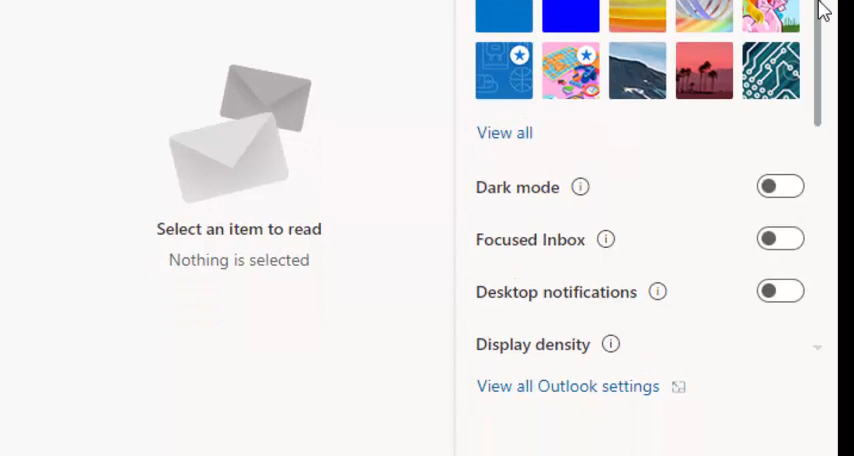 View all
Dark mode
Focused Inbox
Desktop notifications
Display density
View all Outlook settings
Select an item to read
Nothing is selected